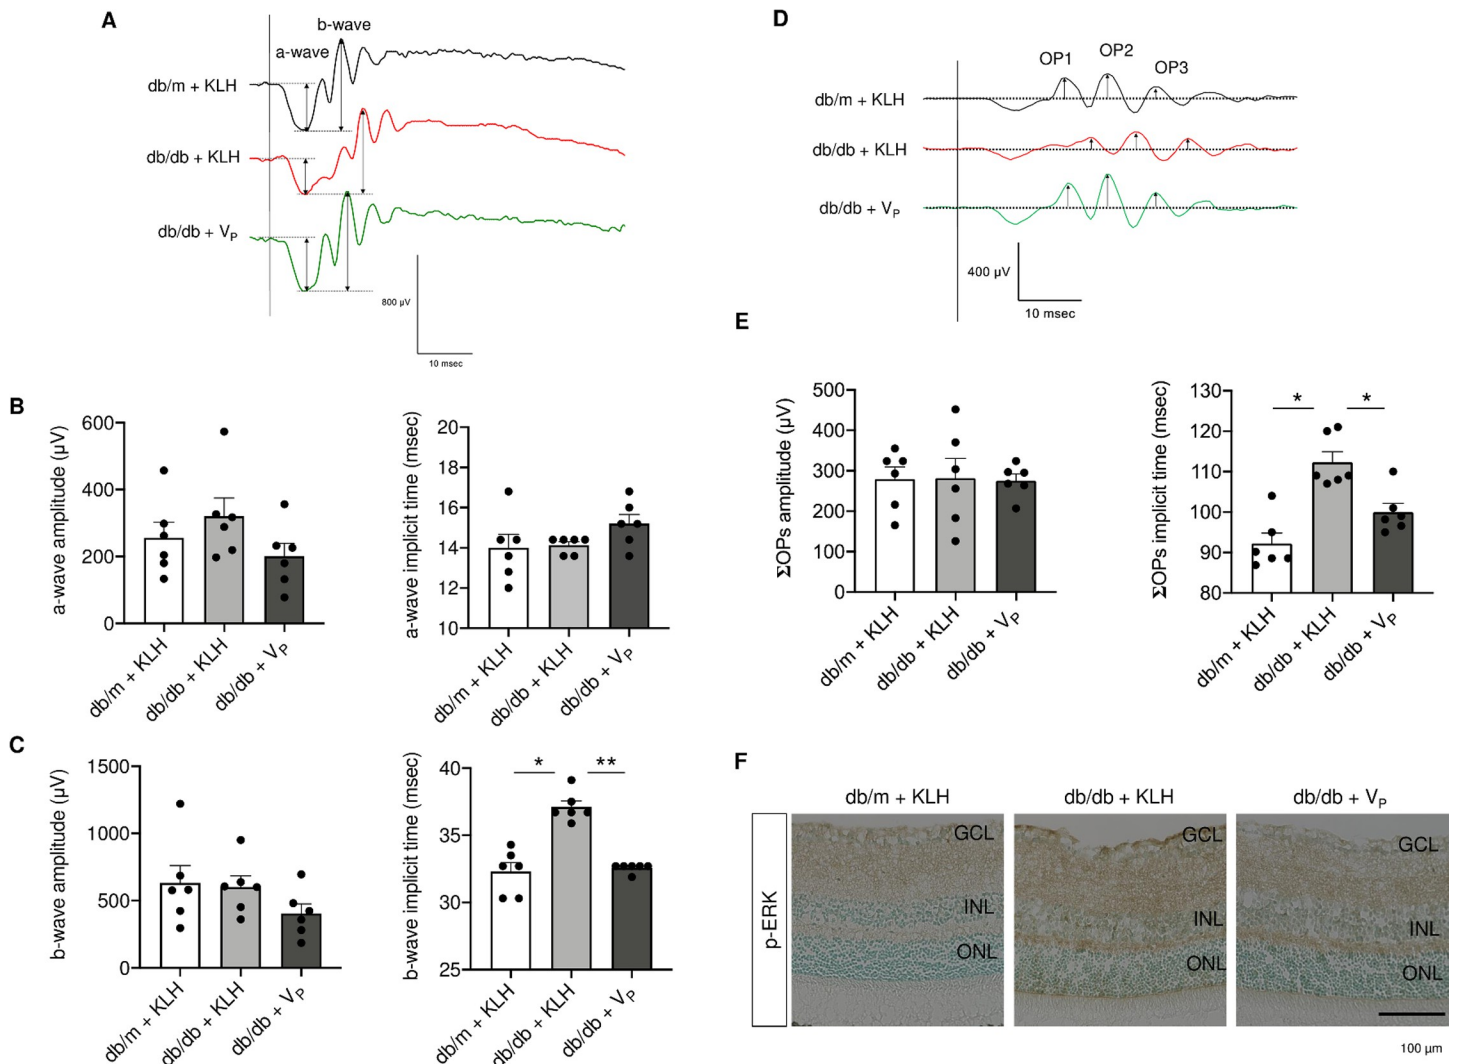 A
b-wave
a-wave
db/m + KLH
db/db + KLH
db/db + VP
800 µV
10 msec
D
OP1
OP2
OP3
db/m + KLH
db/db + KLH
db/db + VP
400 µV
10 msec
B
a-wave amplitude (µV)
600
400
200
0
db/m + KLH
db/db + KLH
db/db + VP
a-wave implicit time (msec)
20
18
16
14
12
10
db/m + KLH
db/db + KLH
db/db + VP
E
ΣOPs amplitude (µV)
500
400
300
200
100
0
db/m + KLH
db/db + KLH
db/db + VP
ΣOPs implicit time (msec)
130
120
110
100
90
80
* *
db/m + KLH
db/db + KLH
db/db + VP
C
b-wave amplitude (µV)
1500
1000
500
0
db/m + KLH
db/db + KLH
db/db + VP
b-wave implicit time (msec)
40
35
30
25
* **
db/m + KLH
db/db + KLH
db/db + VP
F
p-ERK
db/m + KLH
db/db + KLH
db/db + VP
GCL
INL
ONL
GCL
INL
ONL
GCL
INL
ONL
100 µm